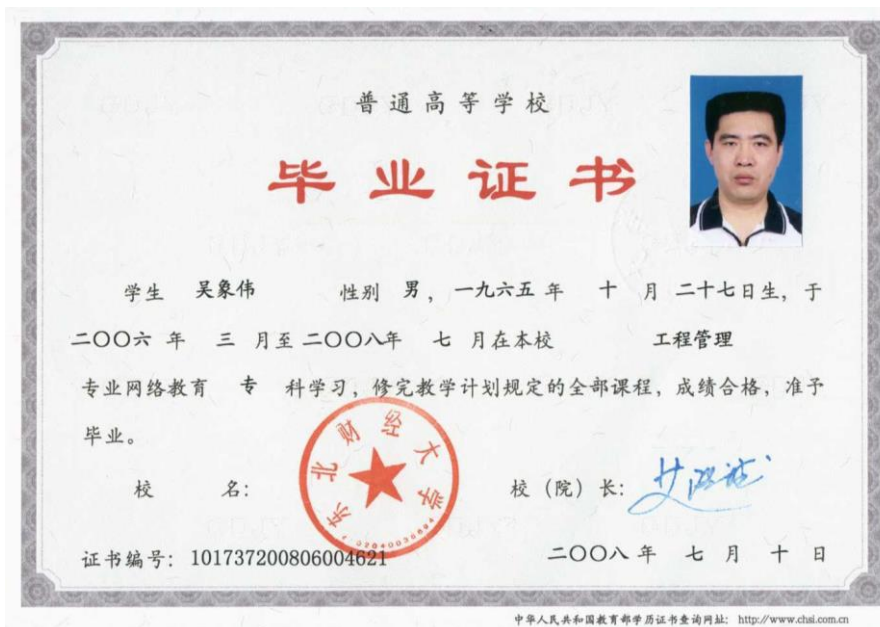 普通高等学校
毕业证书
学生 吴象伟 性别 男，一九六五年 十 月二十七日生，于
二〇〇六年 三 月至二〇〇八年 七 月在本校 工程管理
专业网络教育 专 科学习，修完教学计划规定的全部课程，成绩合格，准予
毕业。
东北财经大学
校 名： 校（院）长：
证书编号：101737200806004621 二〇〇八年 七 月 十 日
中华人民共和国教育部学历证书查询网址：http://www.chsi.com.cn